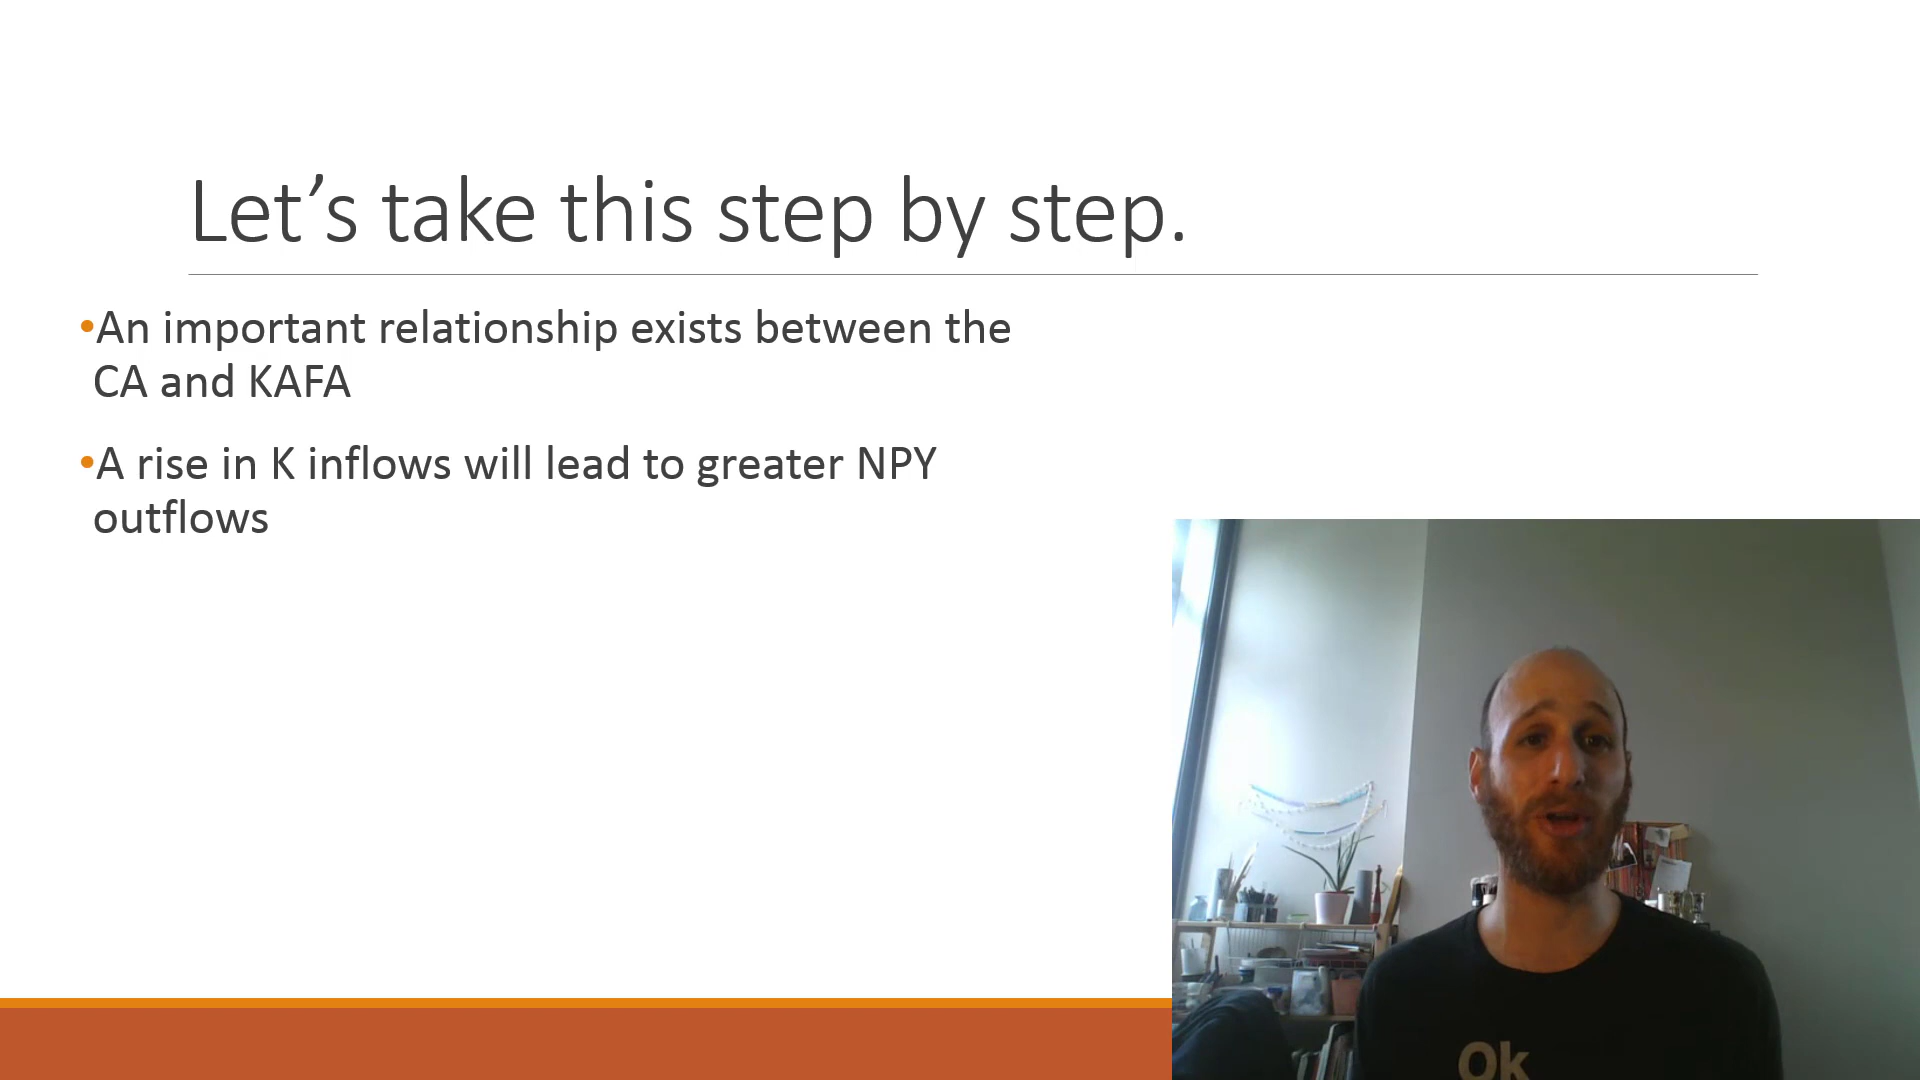 Let’s take this step by step.
•An important relationship exists between the
CA and KAFA
•A rise in K inflows will lead to greater NPY
outflows
Ok